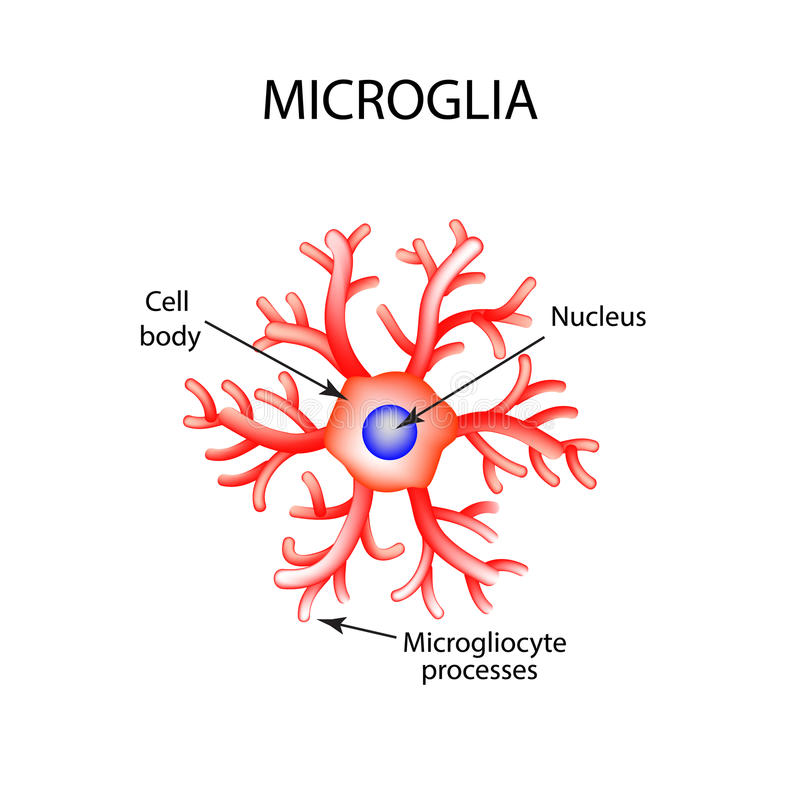 MICROGLIA
Cell
body
Nucleus
Microgliocyte
processes